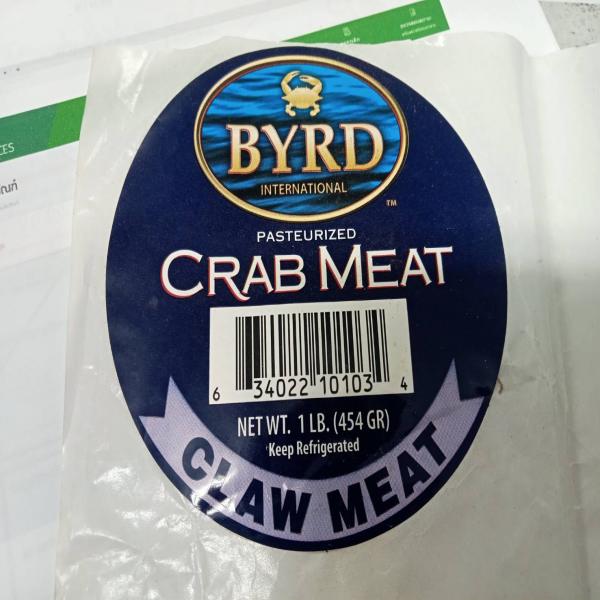 CES
BYRD
INTERNATIONAL
TM
PASTEURIZED
CRAB MEAT
6 34022 10103 4
NET WT. 1 LB. (454 GR)
Keep Refrigerated
CLAW MEAT